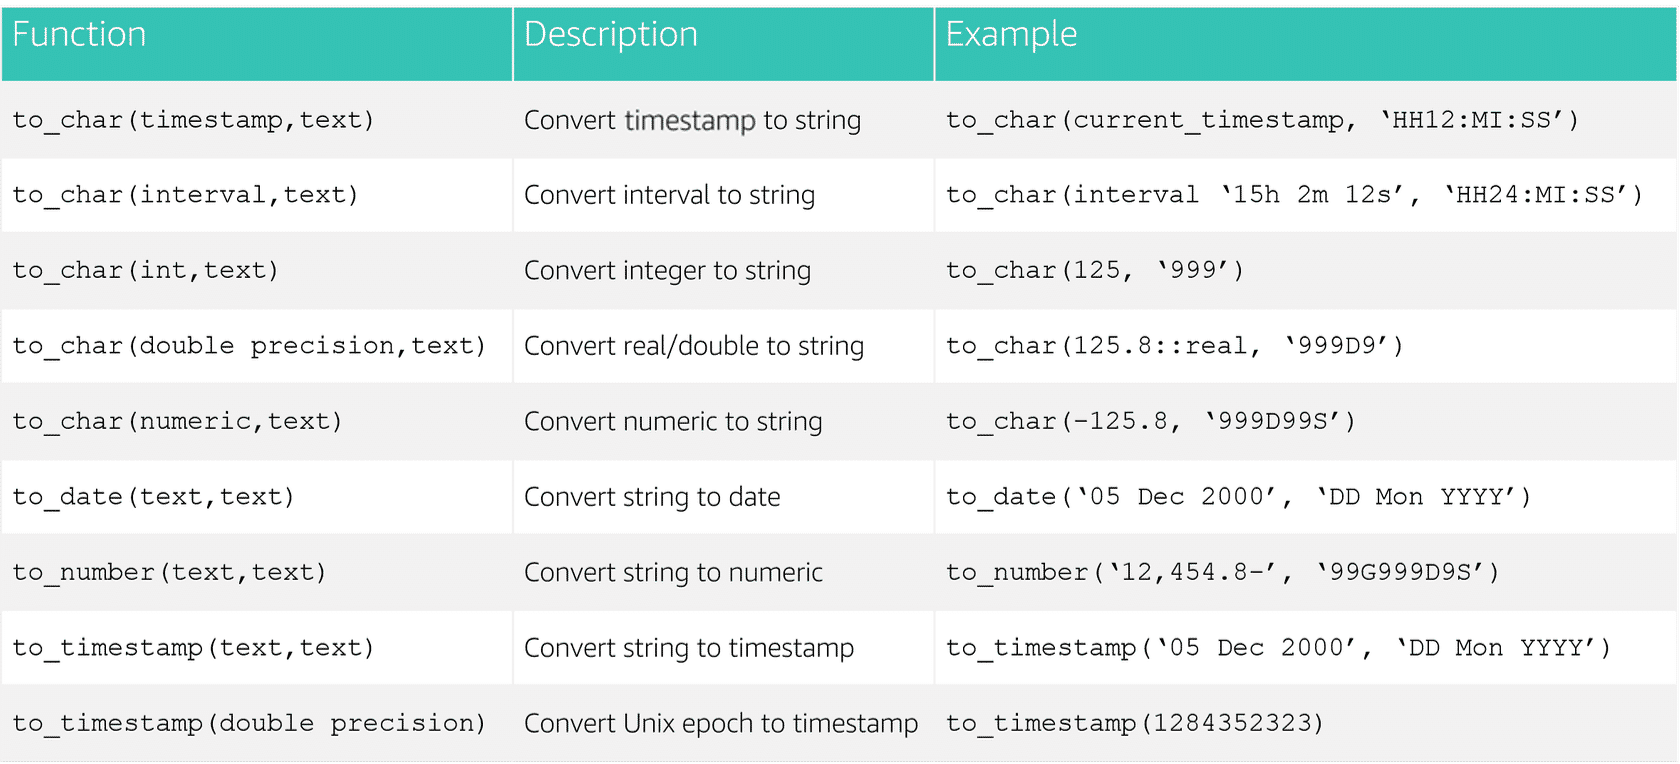 Function Description Example
to_char(timestamp,text) Convert timestamp to string to_char(current_timestamp, ‘HH12:MI:SS’)
to_char(interval,text) Convert interval to string to_char(interval ‘15h 2m 12s’, ‘HH24:MI:SS’)
to_char(int,text) Convert integer to string to_char(125, ‘999’)
to_char(double precision,text) Convert real/double to string to_char(125.8::real, ‘999D9’)
to_char(numeric,text) Convert numeric to string to_char(-125.8, ‘999D99S’)
to_date(text,text) Convert string to date to_date(‘05 Dec 2000’, ‘DD Mon YYYY’)
to_number(text,text) Convert string to numeric to_number(‘12,454.8-’, ‘99G999D9S’)
to_timestamp(text,text) Convert string to timestamp to_timestamp(‘05 Dec 2000’, ‘DD Mon YYYY’)
to_timestamp(double precision) Convert Unix epoch to timestamp to_timestamp(1284352323)